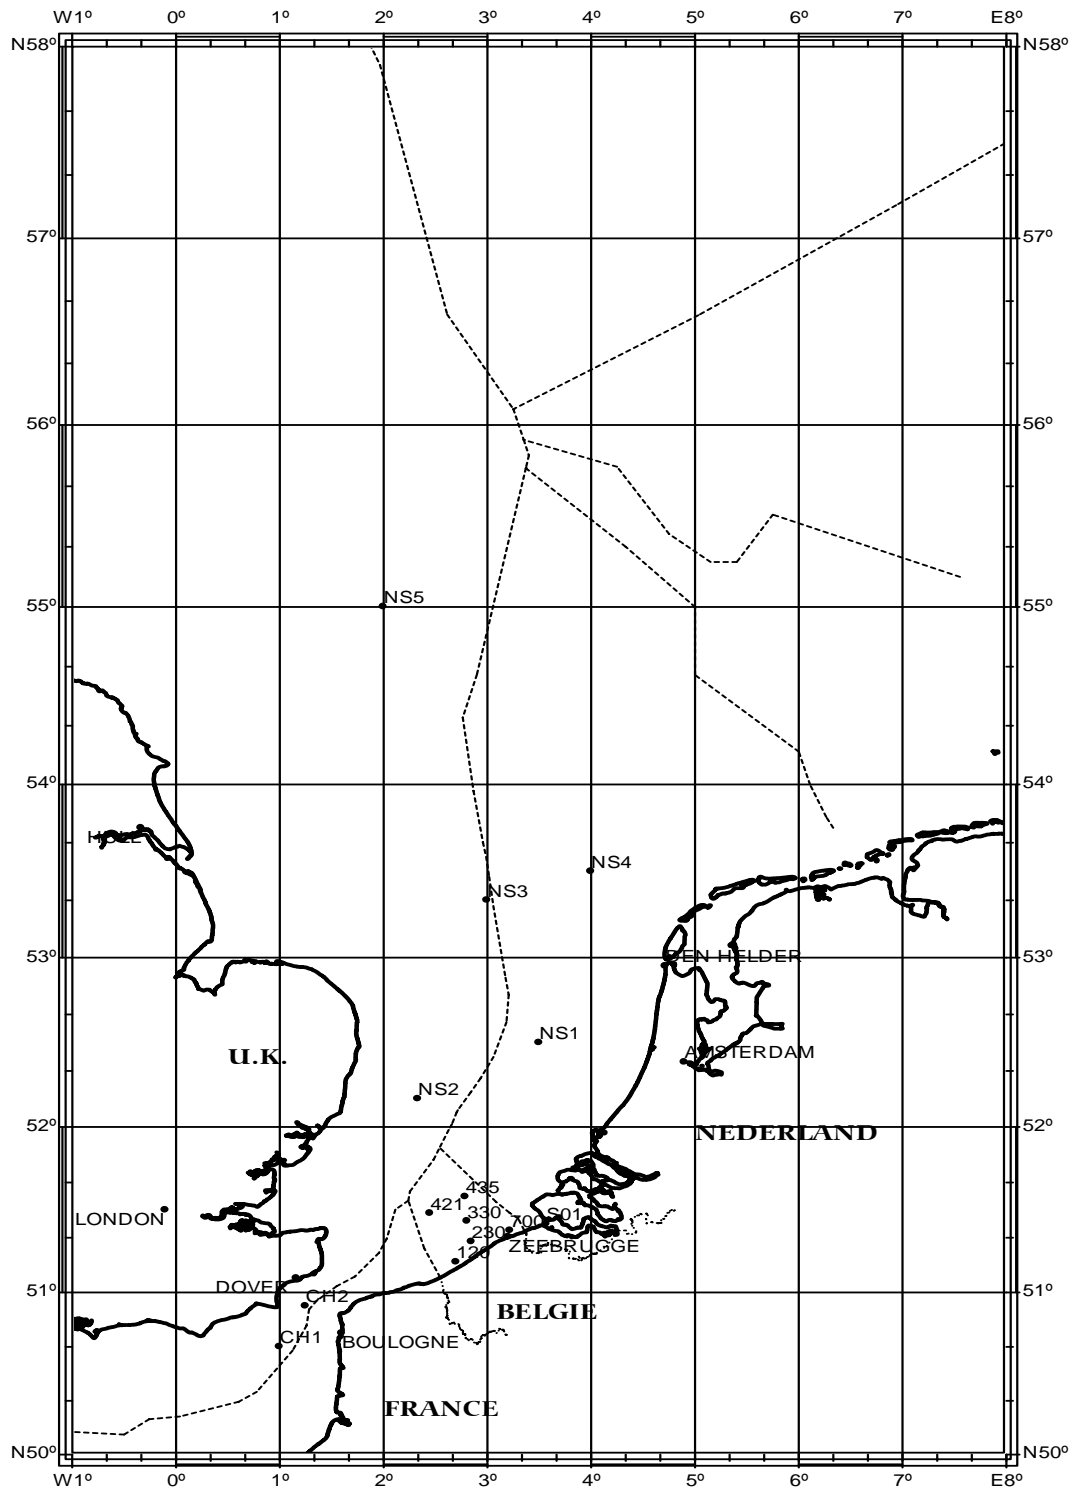 W1º 0º 1º 2º 3º 4º 5º 6º 7º E8º
N58º N58º
57º 57º
56º 56º
NS5
55º 55º
54º 54º
HULL
NS4
NS3
53º DEN HELDER 53º
NS1
U.K. AMSTERDAM
NS2
52º NEDERLAND 52º
435
421 330 700 S01
LONDON
230 ZEEBRUGGE
120
DOVER
51º CH2 51º
BELGIE
CH1 BOULOGNE
FRANCE
N50º N50º
W1º 0º 1º 2º 3º 4º 5º 6º 7º E8º